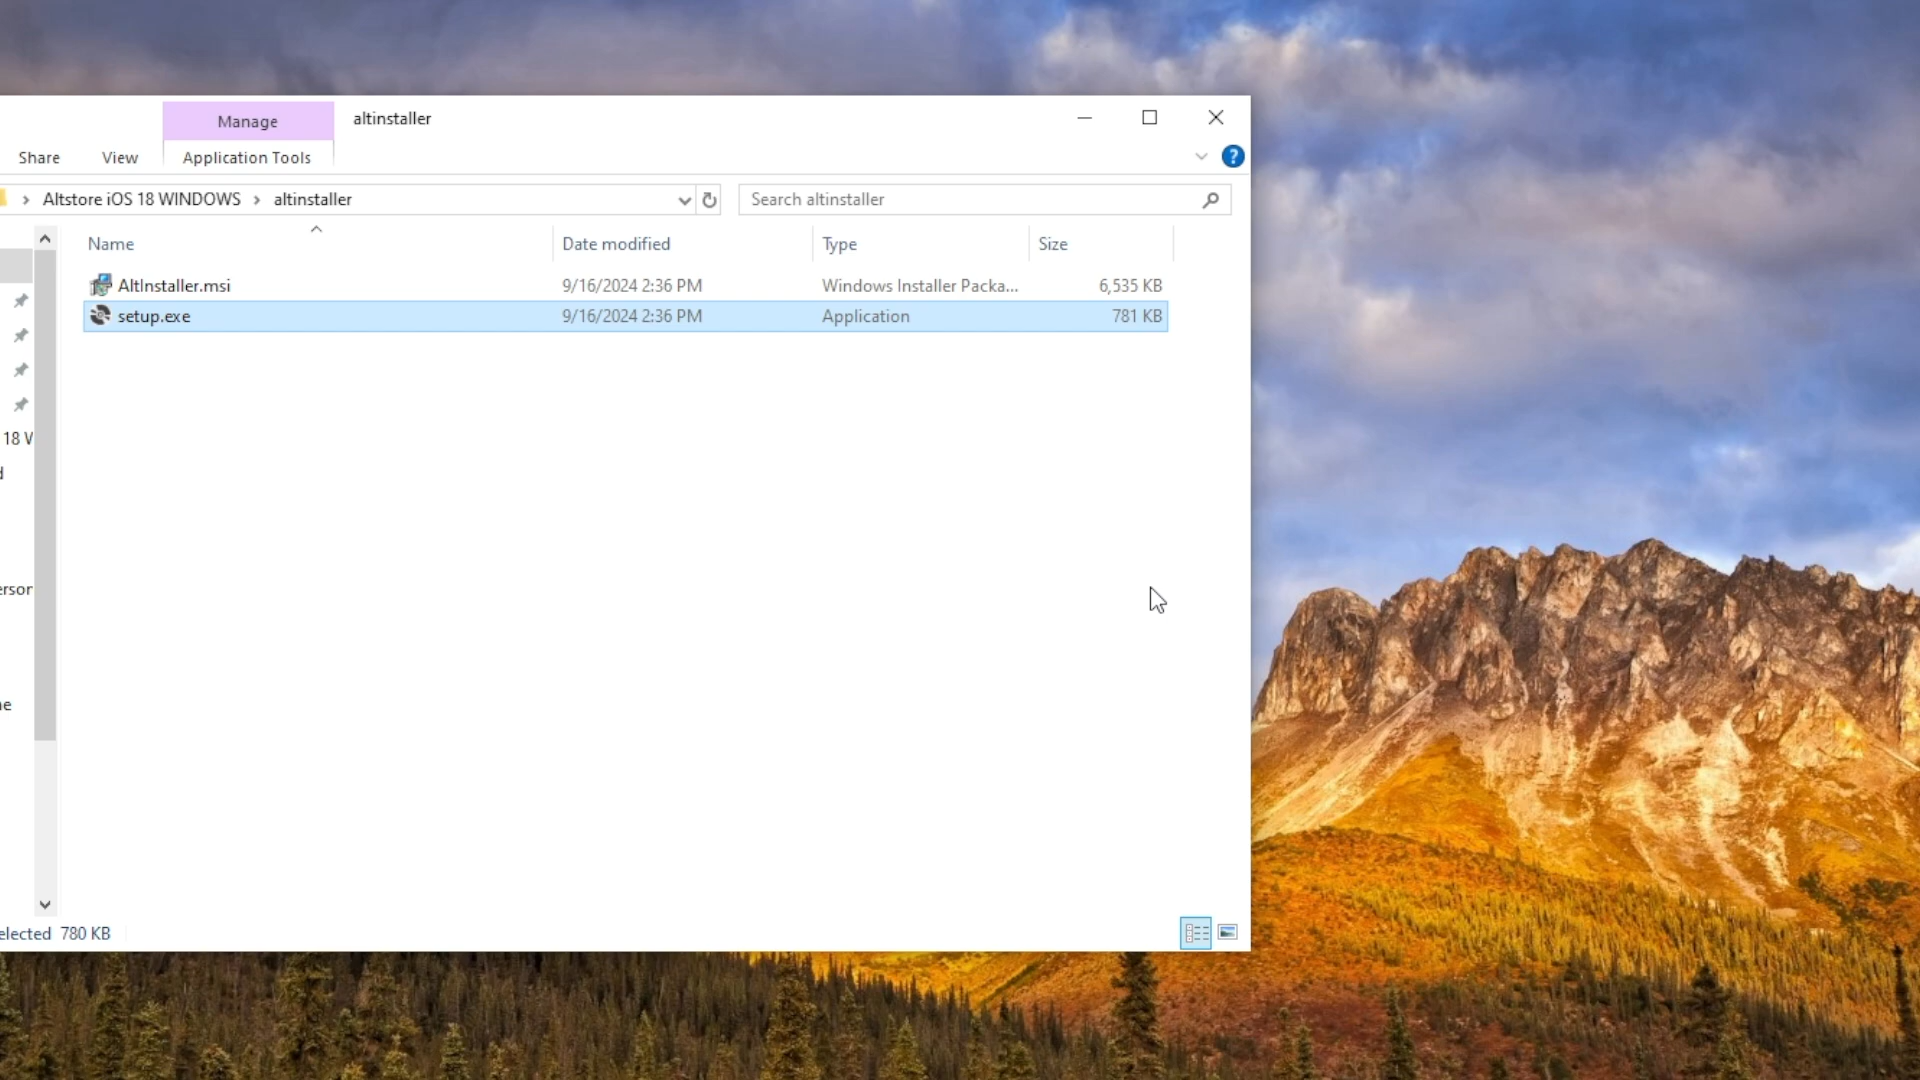 Manage
altinstaller
Share
View
Application Tools
?
Altstore iOS 18 WINDOWS
altinstaller
Search altinstaller
Name
Date modified
Type
Size
AltInstaller.msi
9/16/2024 2:36 PM
Windows Installer Packa...
6,535 KB
setup.exe
9/16/2024 2:36 PM
Application
781 KB
18
elected 780 KB